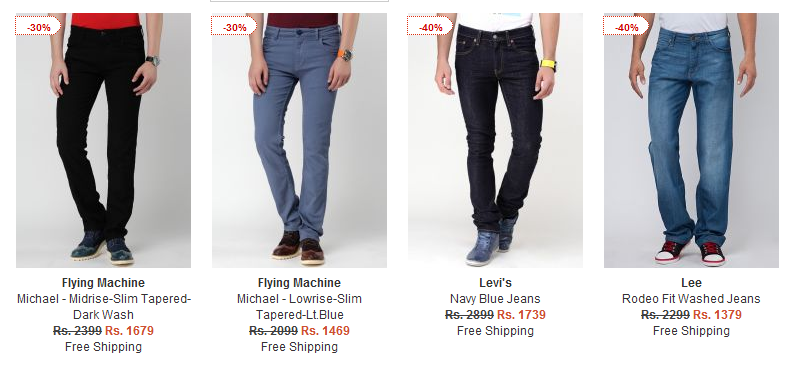 -30%
-30%
-40%
-40%
Flying Machine
Michael - Midrise-Slim Tapered-
Dark Wash
Rs. 2399 Rs. 1679
Free Shipping
Flying Machine
Michael - Lowrise-Slim
Tapered-Lt.Blue
Rs. 2099 Rs. 1469
Free Shipping
Levi's
Navy Blue Jeans
Rs. 2899 Rs. 1739
Free Shipping
Lee
Rodeo Fit Washed Jeans
Rs. 2299 Rs. 1379
Free Shipping